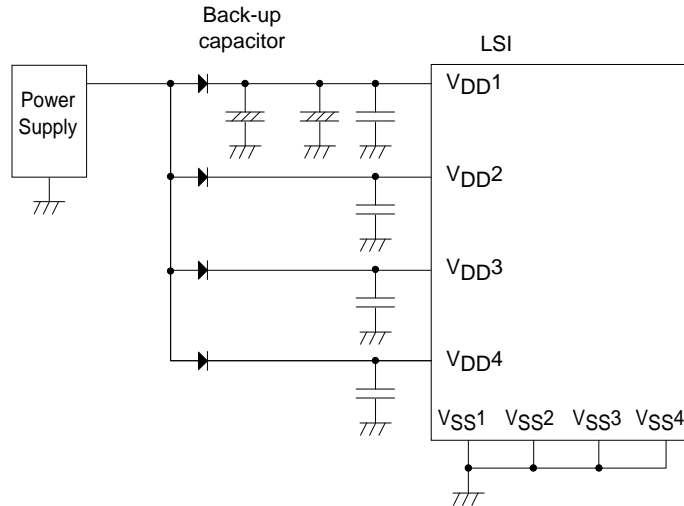 Back-up
capacitor
LSI
Power
Supply
VDD1
VDD2
VDD3
VDD4
VSS1 VSS2 VSS3 VSS4